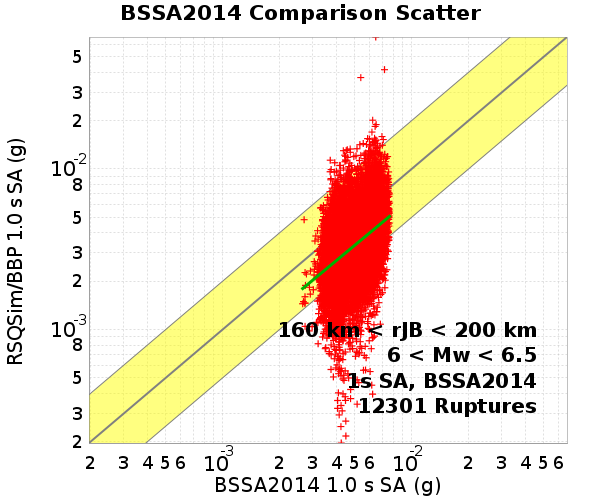 BSSA2014 Comparison Scatter
RSQSim/BBP 1.0 s SA (g)
5
3
2
10-2
8
5
3
2
10-3
8
5
3
2
160 km < rJB < 200 km
6 < Mw < 6.5
1s SA, BSSA2014
12301 Ruptures
2 3 4 5 6 10-3 2 3 4 5 6 10-2 2 3 4 5 6
BSSA2014 1.0 s SA (g)